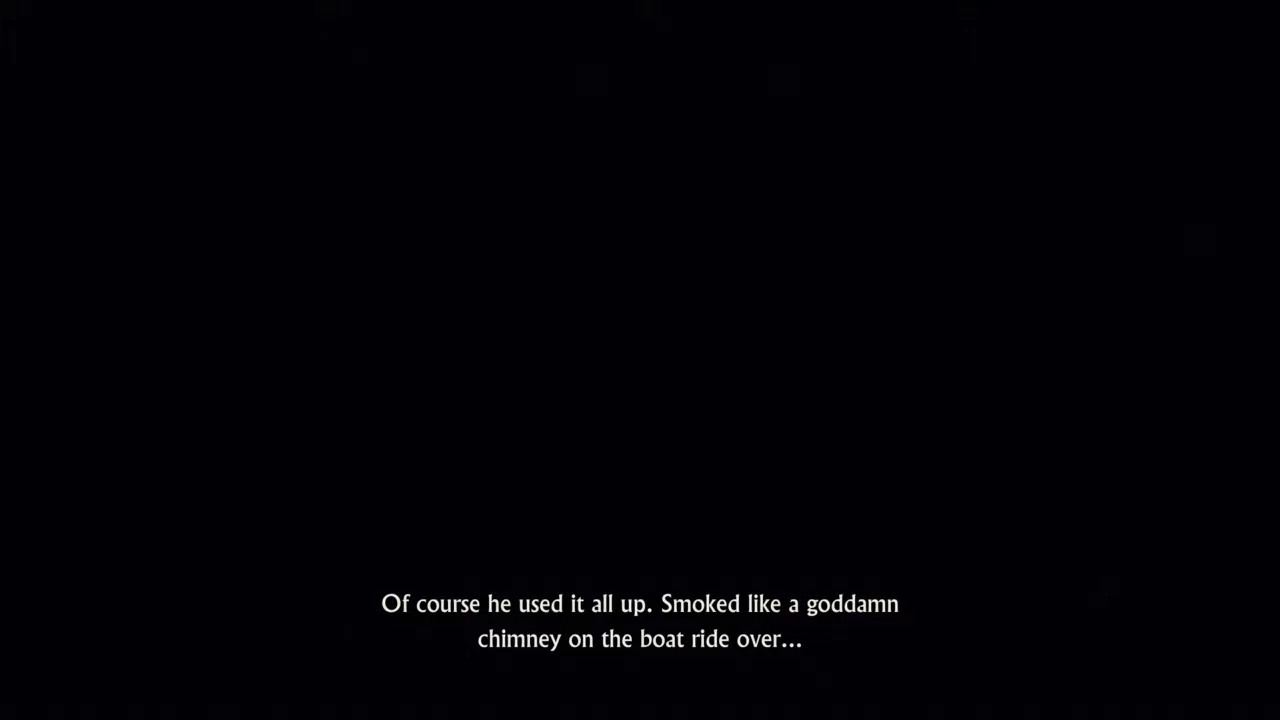 Of course he used it all up. Smoked like a goddamn
chimney on the boat ride over...